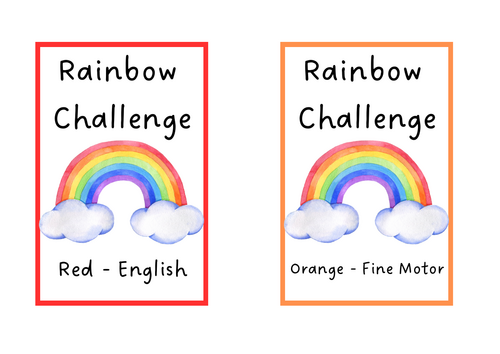 Rainbow
Challenge
Red - English
Rainbow
Challenge
Orange - Fine Motor